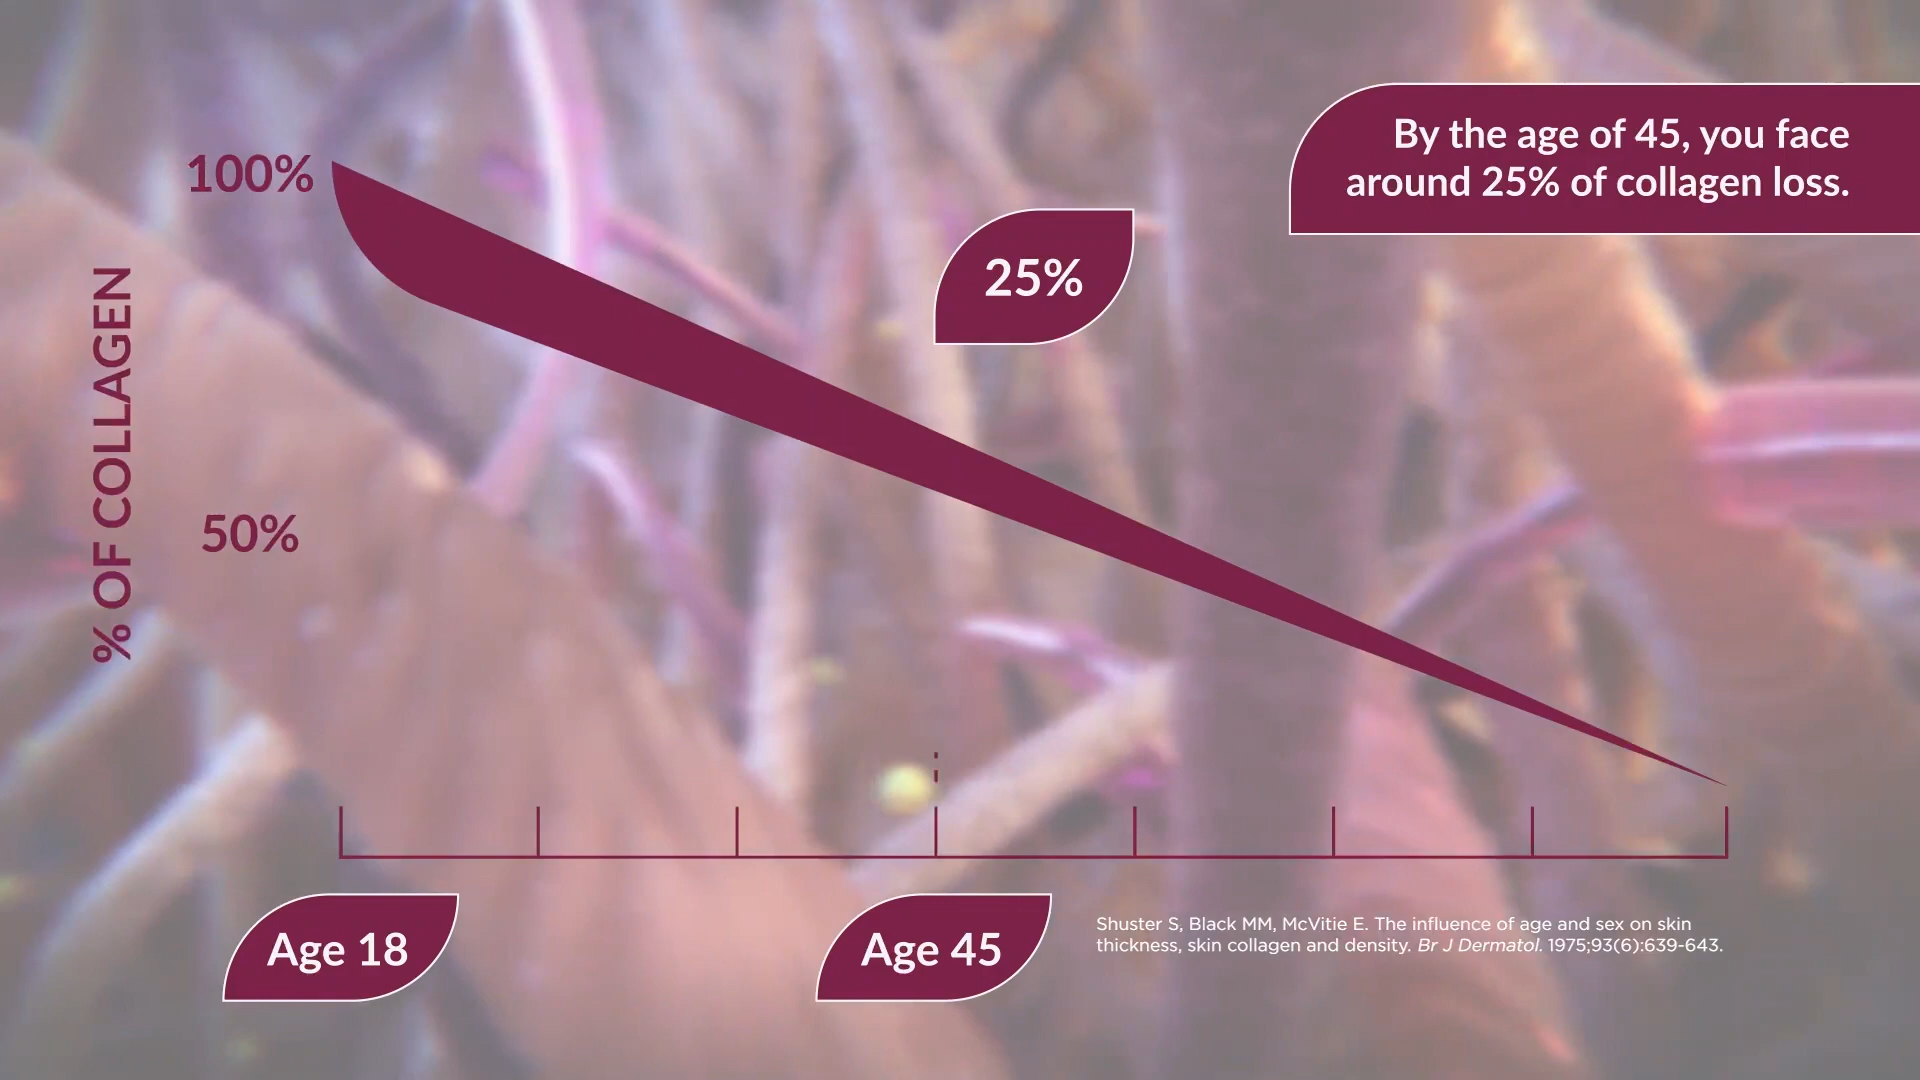 By the age of 45, you face
around 25% of collagen loss.
100%
25%
% OF COLLAGEN
50%
Age 18
Age 45
Shuster S, Black MM, McVitie E. The influence of age and sex on skin
thickness, skin collagen and density. Br J Dermatol. 1975;93(6):639-643.